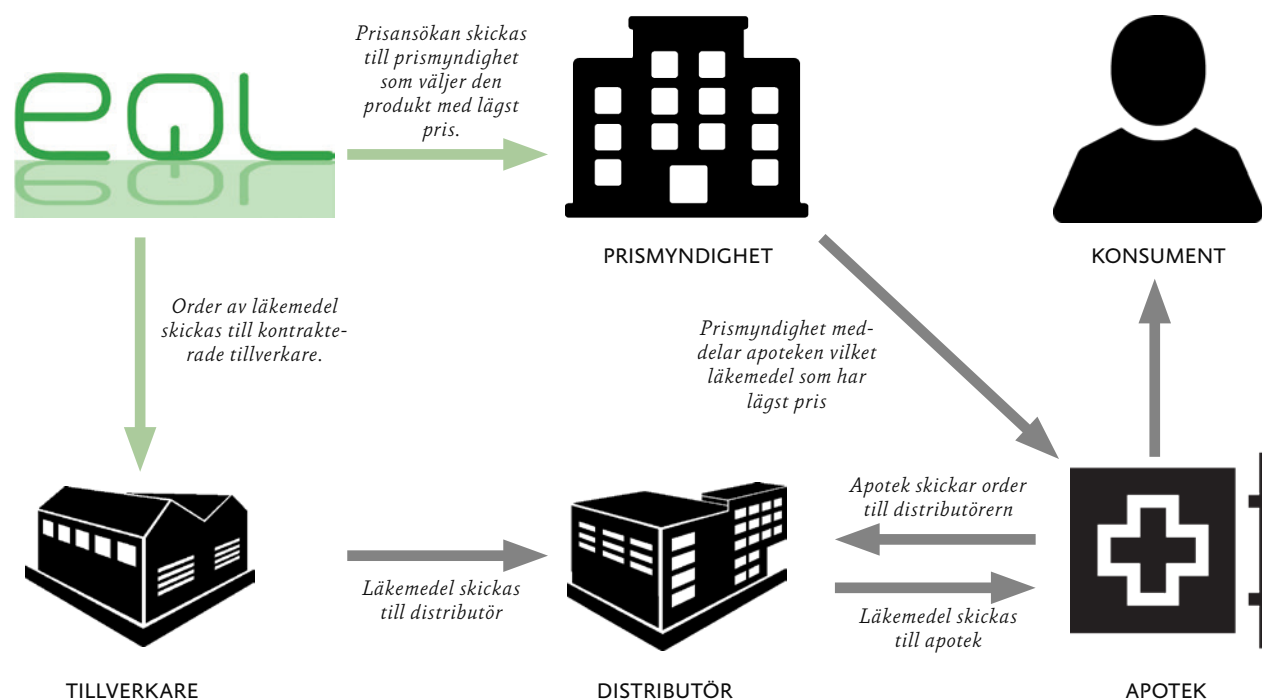 eQL
Prisansökan skickas
till prismyndighet
som väljer den
produkt med lägst
pris.
PRISMYNDIGHET
KONSUMENT
Order av läkemedel
skickas till kontrakte-
rade tillverkare.
Prismyndighet med-
delar apoteken vilket
läkemedel som har
lägst pris
Apotek skickar order
till distributörern
Läkemedel skickas
till distributör
Läkemedel skickas
till apotek
TILLVERKARE
DISTRIBUTÖR
APOTEK